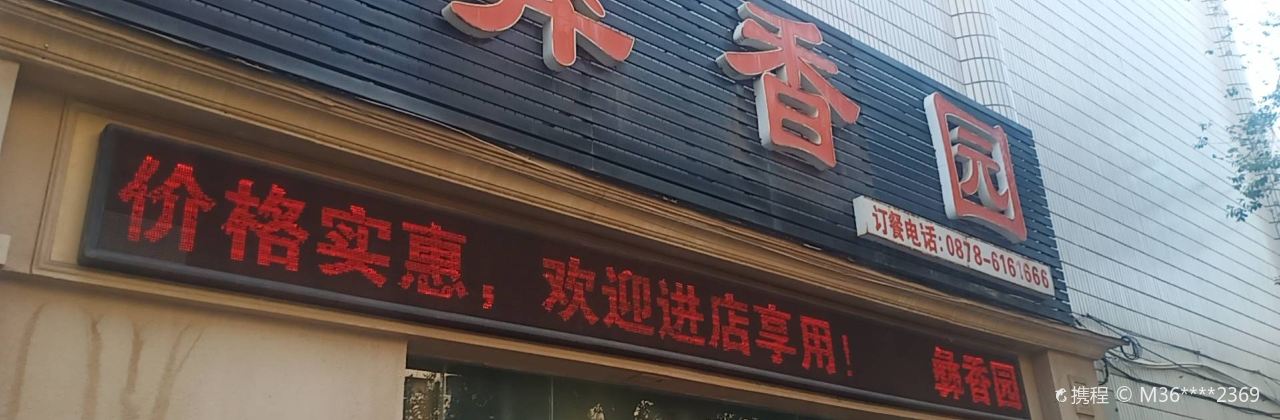 香园
订餐电话:0878-6161666
价格实惠，欢迎进店享用！ 彝香园
携程 © M36****2369